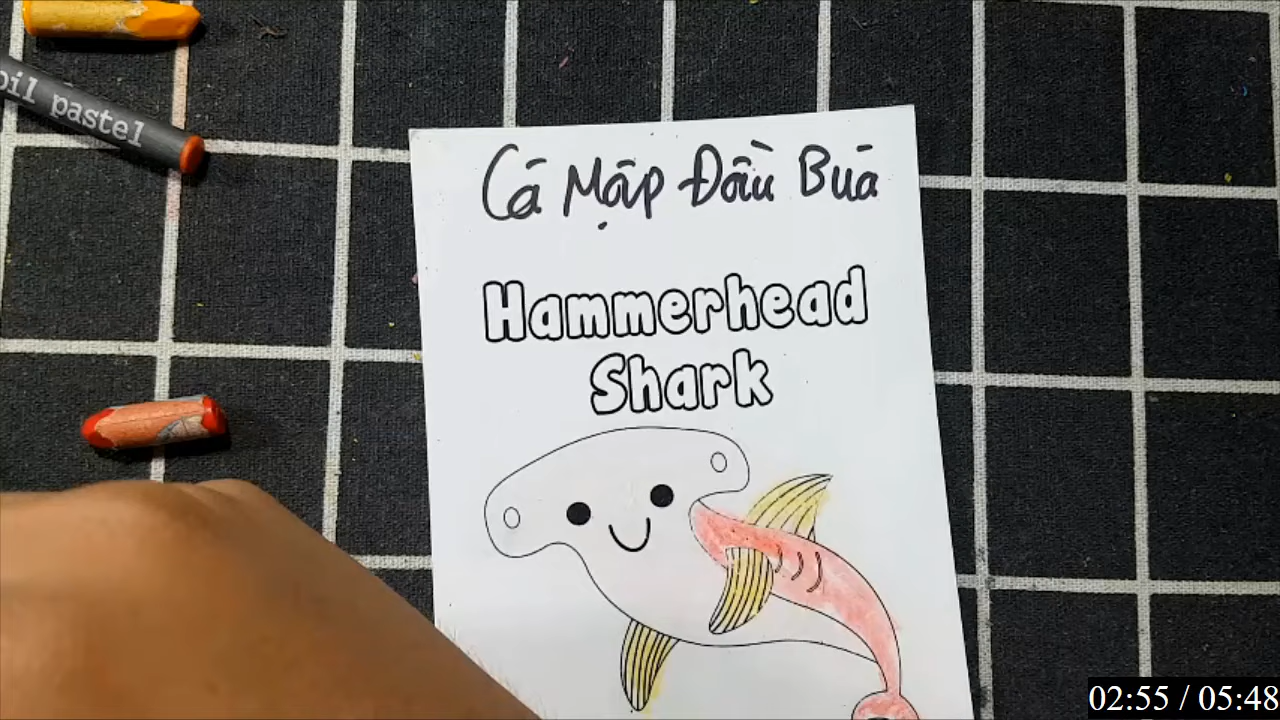 oil pastel
Cá Mập Đầu Búa
Hammerhead
Shark
02:55 / 05:48